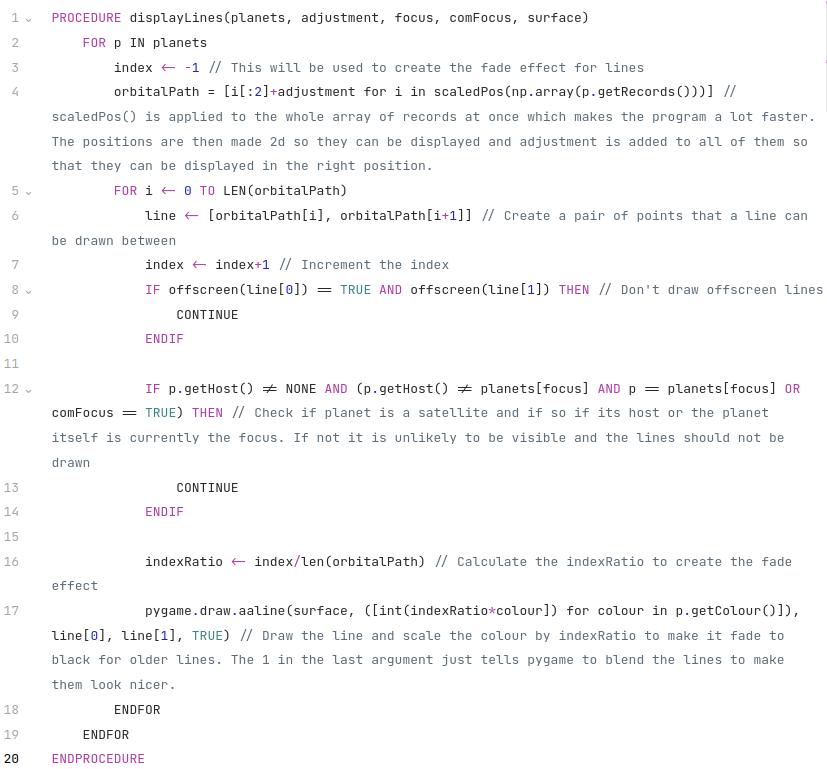 1 PROCEDURE displayLines(planets, adjustment, focus, comFocus, surface)
2 FOR p IN planets
3 index ← -1 // This will be used to create the fade effect for lines
4 orbitalPath = [i[:2]+adjustment for i in scaledPos(np.array(p.getRecords()))] //
scaledPos() is applied to the whole array of records at once which makes the program a lot faster.
The positions are then made 2d so they can be displayed and adjustment is added to all of them so
that they can be displayed in the right position.
5 FOR i ← 0 TO LEN(orbitalPath)
6 line ← [orbitalPath[i], orbitalPath[i+1]] // Create a pair of points that a line can
be drawn between
7 index ← index+1 // Increment the index
8 IF offscreen(line[0]) == TRUE AND offscreen(line[1]) THEN // Don't draw offscreen lines
9 CONTINUE
10 ENDIF
11
12 IF p.getHost() ≠ NONE AND (p.getHost() ≠ planets[focus] AND p == planets[focus] OR
comFocus == TRUE) THEN // Check if planet is a satellite and if so if its host or the planet
itself is currently the focus. If not it is unlikely to be visible and the lines should not be
drawn
13 CONTINUE
14 ENDIF
15
16 indexRatio ← index/len(orbitalPath) // Calculate the indexRatio to create the fade
effect
17 pygame.draw.aaline(surface, ([int(indexRatio*colour]) for colour in p.getColour()]),
line[0], line[1], TRUE) // Draw the line and scale the colour by indexRatio to make it fade to
black for older lines. The 1 in the last argument just tells pygame to blend the lines to make
them look nicer.
18 ENDFOR
19 ENDFOR
20 ENDPROCEDURE